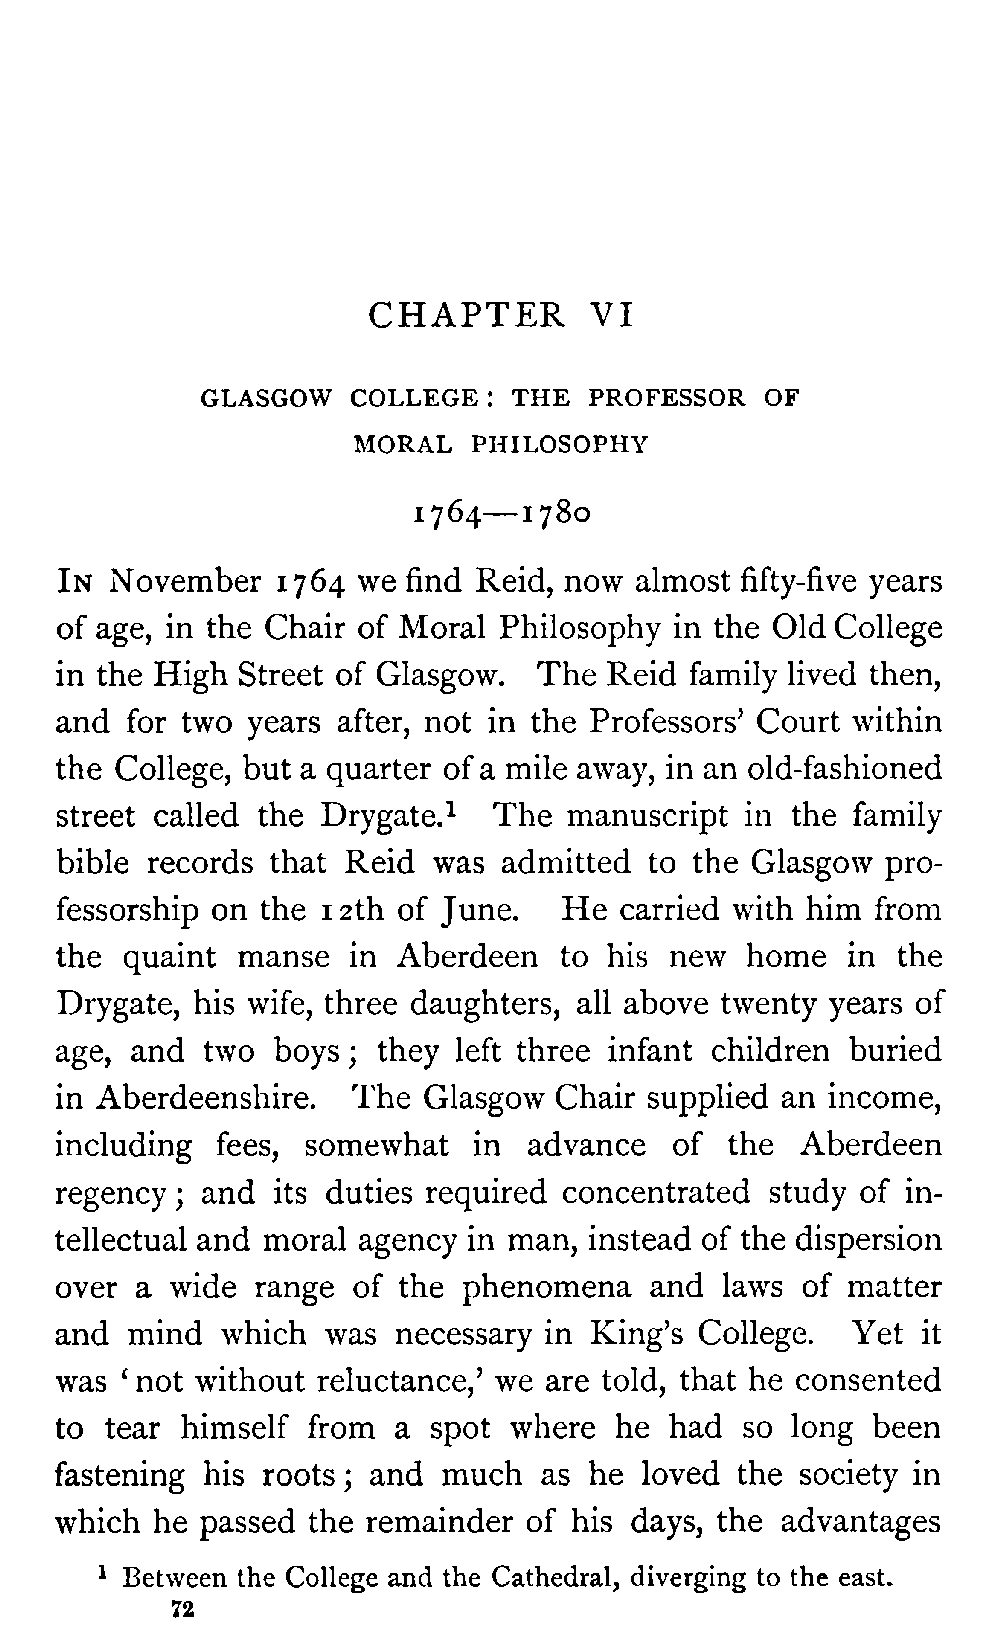 CHAPTER VI
GLASGOW COLLEGE: THE PROFESSOR OF
MORAL PHILOSOPHY
1764—1780
IN November 1764 we find Reid, now almost fifty-five years
of age, in the Chair of Moral Philosophy in the Old College
in the High Street of Glasgow. The Reid family lived then,
and for two years after, not in the Professors’ Court within
the College, but a quarter of a mile away, in an old-fashioned
street called the Drygate.¹ The manuscript in the family
bible records that Reid was admitted to the Glasgow pro-
fessorship on the 12th of June. He carried with him from
the quaint manse in Aberdeen to his new home in the
Drygate, his wife, three daughters, all above twenty years of
age, and two boys; they left three infant children buried
in Aberdeenshire. The Glasgow Chair supplied an income,
including fees, somewhat in advance of the Aberdeen
regency; and its duties required concentrated study of in-
tellectual and moral agency in man, instead of the dispersion
over a wide range of the phenomena and laws of matter
and mind which was necessary in King’s College. Yet it
was ‘not without reluctance,’ we are told, that he consented
to tear himself from a spot where he had so long been
fastening his roots; and much as he loved the society in
which he passed the remainder of his days, the advantages
¹ Between the College and the Cathedral, diverging to the east.
72